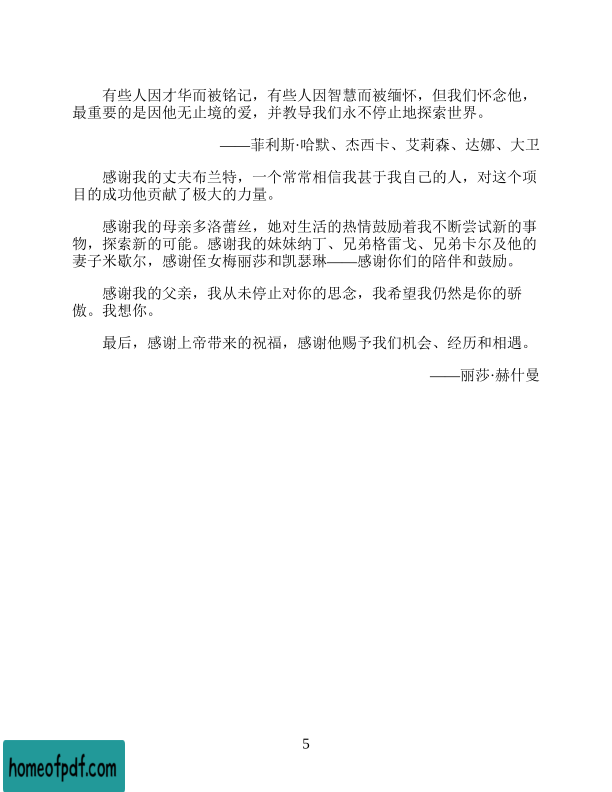 有些人因才华而被铭记，有些人因智慧而被缅怀，但我们怀念他，
最重要的是因他无止境的爱，并教导我们永不停止地探索世界。
——菲利斯·哈默、杰西卡、艾莉森、达娜、大卫
感谢我的丈夫布兰特，一个常常相信我甚于我自己的人，对这个项
目的成功他贡献了极大的力量。
感谢我的母亲多洛蕾丝，她对生活的热情鼓励着我不断尝试新的事
物，探索新的可能。感谢我的妹妹纳丁、兄弟格雷戈、兄弟卡尔及他的
妻子米歇尔，感谢侄女梅丽莎和凯瑟琳——感谢你们的陪伴和鼓励。
感谢我的父亲，我从未停止对你的思念，我希望我仍然是你的骄
傲。我想你。
最后，感谢上帝带来的祝福，感谢他赐予我们机会、经历和相遇。
——丽莎·赫什曼
5
homeofpdf.com